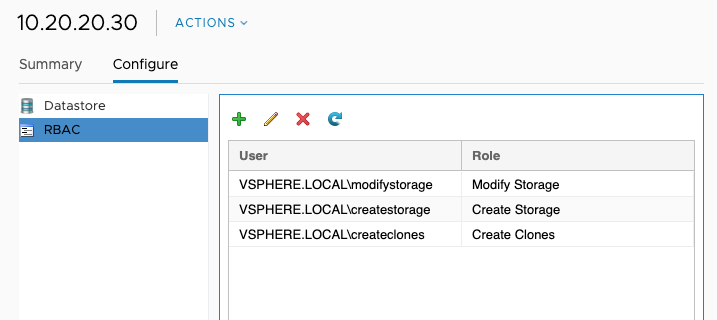 10.20.20.30 ACTIONS
Summary Configure
Datastore
RBAC
User Role
VSPHERE.LOCAL\modifystorage Modify Storage
VSPHERE.LOCAL\createstorage Create Storage
VSPHERE.LOCAL\createclones Create Clones